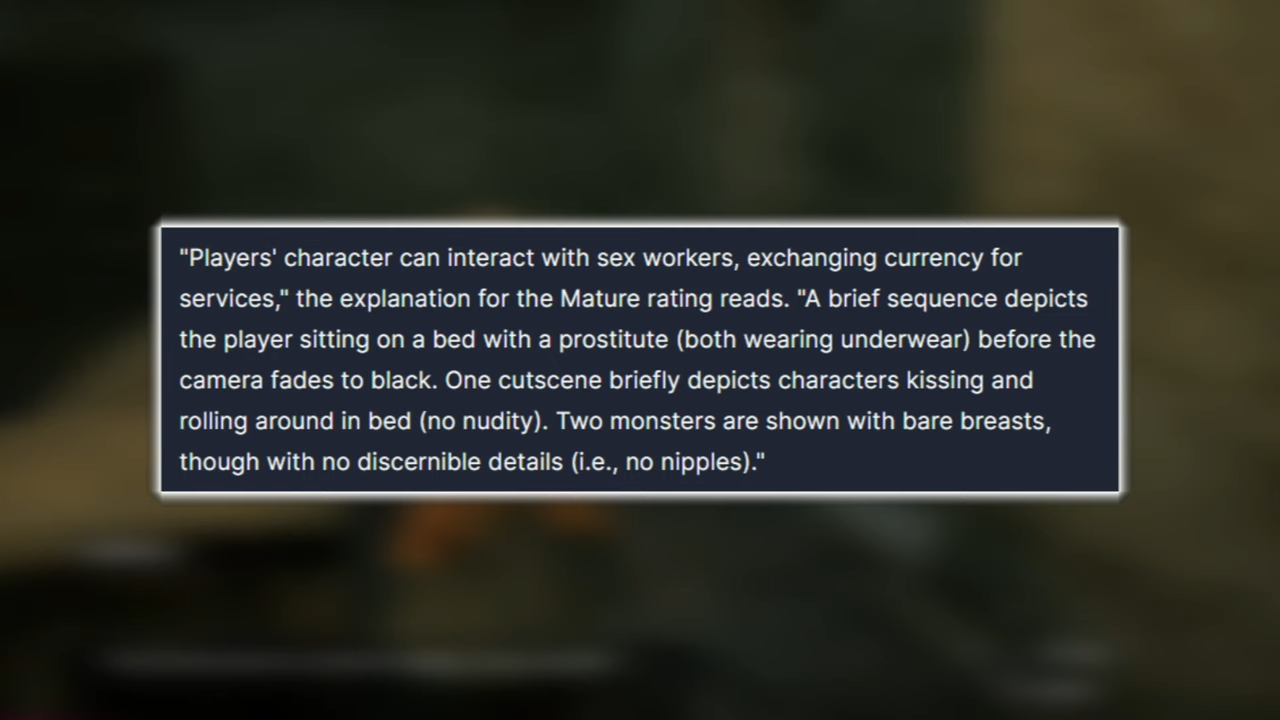 "Players' character can interact with sex workers, exchanging currency for
services," the explanation for the Mature rating reads. "A brief sequence depicts
the player sitting on a bed with a prostitute (both wearing underwear) before the
camera fades to black. One cutscene briefly depicts characters kissing and
rolling around in bed (no nudity). Two monsters are shown with bare breasts,
though with no discernible details (i.e., no nipples)."